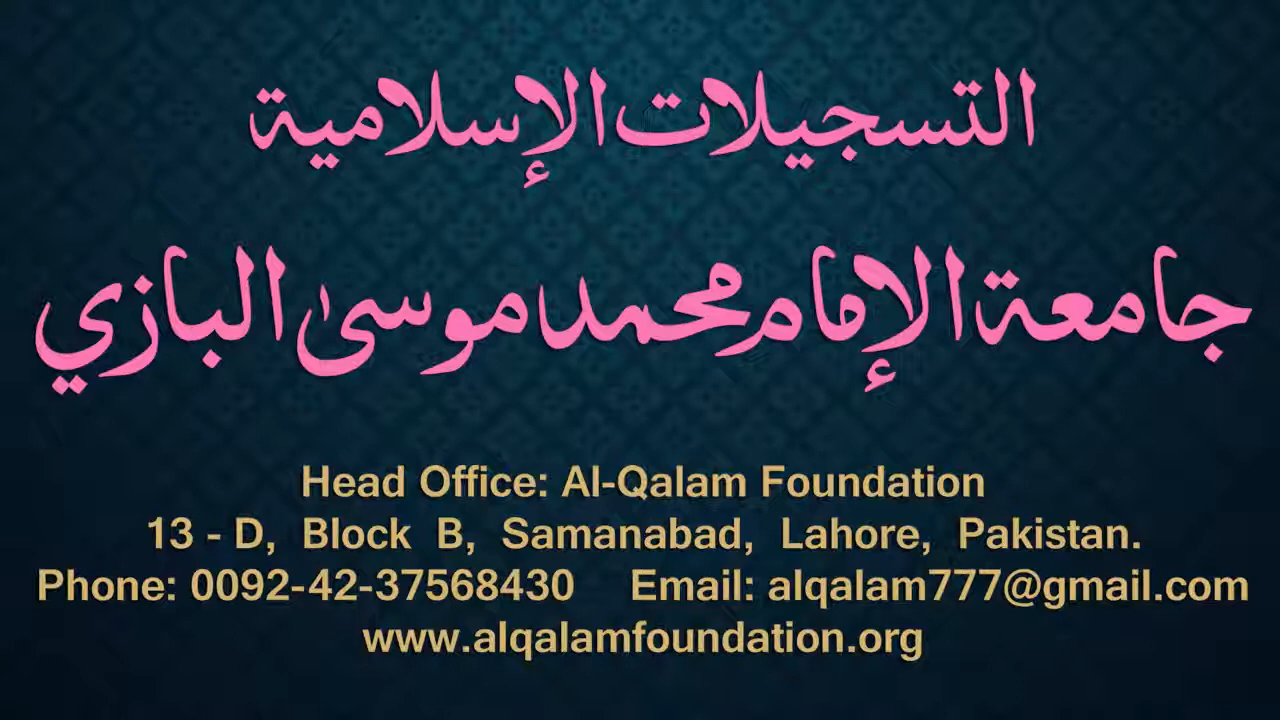 التسجيلات الإسلامية
جامعة الإمام محمد موسىٰ البازي
Head Office: Al-Qalam Foundation
13 - D, Block B, Samanabad, Lahore, Pakistan.
Phone: 0092-42-37568430 Email: alqalam777@gmail.com
www.alqalamfoundation.org